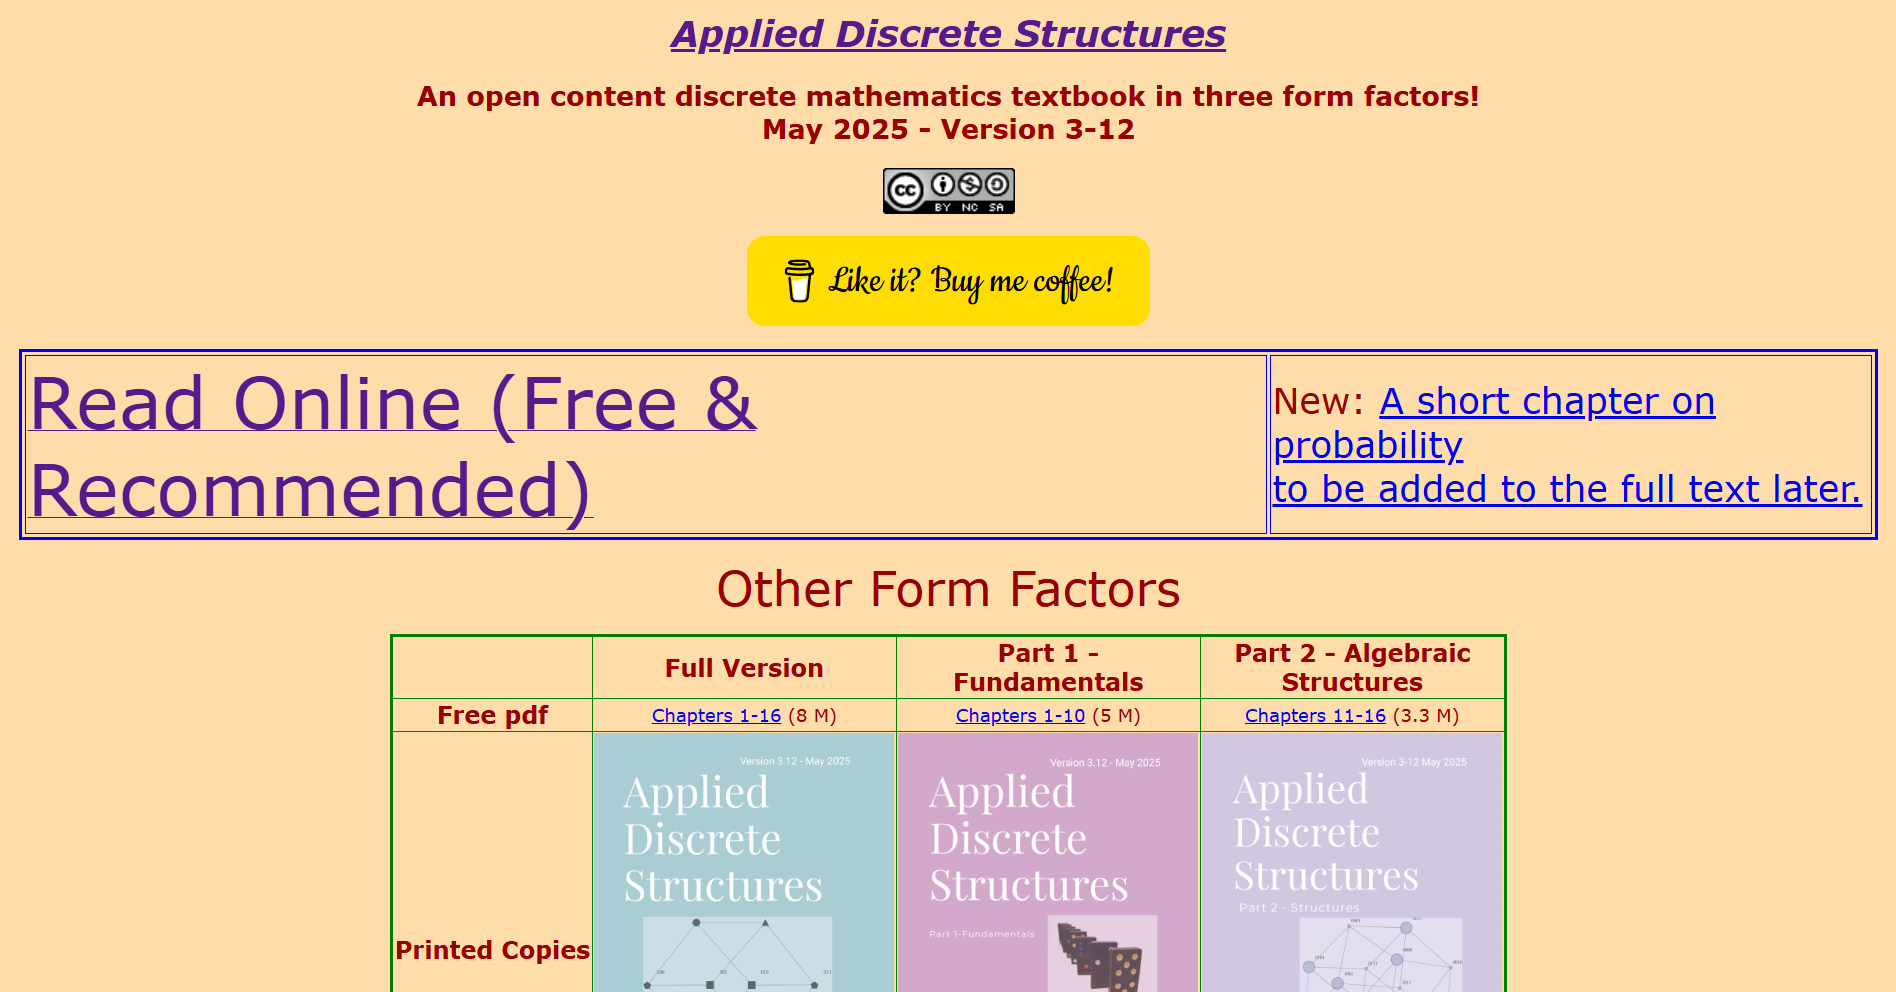 Applied Discrete Structures
An open content discrete mathematics textbook in three form factors!
May 2025 - Version 3-12
cc
BY NC SA
Like it? Buy me coffee!
Read Online (Free &
Recommended)
New: A short chapter on
probability
to be added to the full text later.
Other Form Factors
Full Version
Part 1 -
Fundamentals
Part 2 - Algebraic
Structures
Free pdf
Chapters 1-16 (8 M)
Chapters 1-10 (5 M)
Chapters 11-16 (3.3 M)
Printed Copies
Version 3.12 - May 2025
Applied
Discrete
Structures
Version 3.12 - May 2025
Applied
Discrete
Structures
Part 1-Fundamentals
Version 3-12 May 2025
Applied
Discrete
Structures
Part 2 - Structures